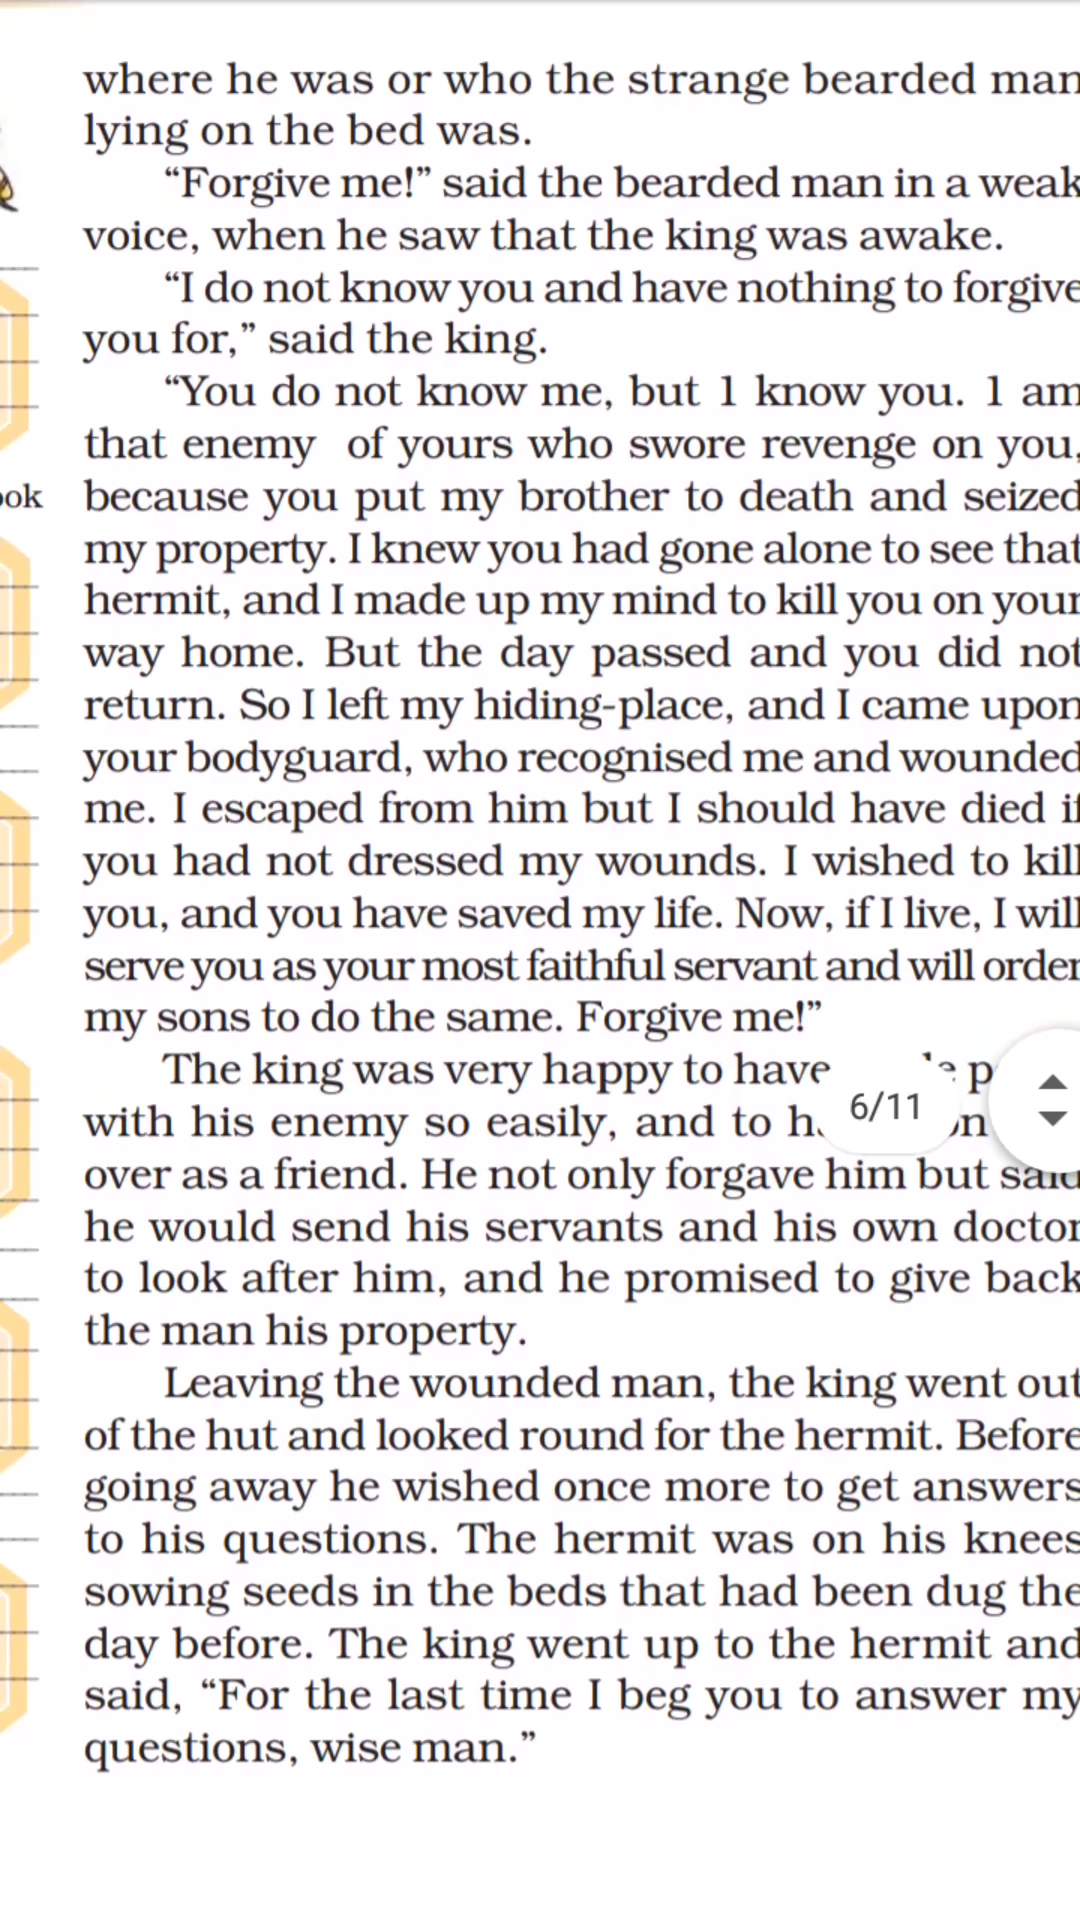 where he was or who the strange bearded man
lying on the bed was.
“Forgive me!” said the bearded man in a weak
voice, when he saw that the king was awake.
“I do not know you and have nothing to forgive
you for,” said the king.
“You do not know me, but 1 know you. 1 am
that enemy of yours who swore revenge on you,
ook
because you put my brother to death and seized
my property. I knew you had gone alone to see that
hermit, and I made up my mind to kill you on your
way home. But the day passed and you did not
return. So I left my hiding-place, and I came upon
your bodyguard, who recognised me and wounded
me. I escaped from him but I should have died if
you had not dressed my wounds. I wished to kill
you, and you have saved my life. Now, if I live, I will
serve you as your most faithful servant and will order
my sons to do the same. Forgive me!”
The king was very happy to have
6/11
with his enemy so easily, and to
over as a friend. He not only forgave him but said
he would send his servants and his own doctor
to look after him, and he promised to give back
the man his property.
Leaving the wounded man, the king went out
of the hut and looked round for the hermit. Before
going away he wished once more to get answers
to his questions. The hermit was on his knees
sowing seeds in the beds that had been dug the
day before. The king went up to the hermit and
said, “For the last time I beg you to answer my
questions, wise man.”